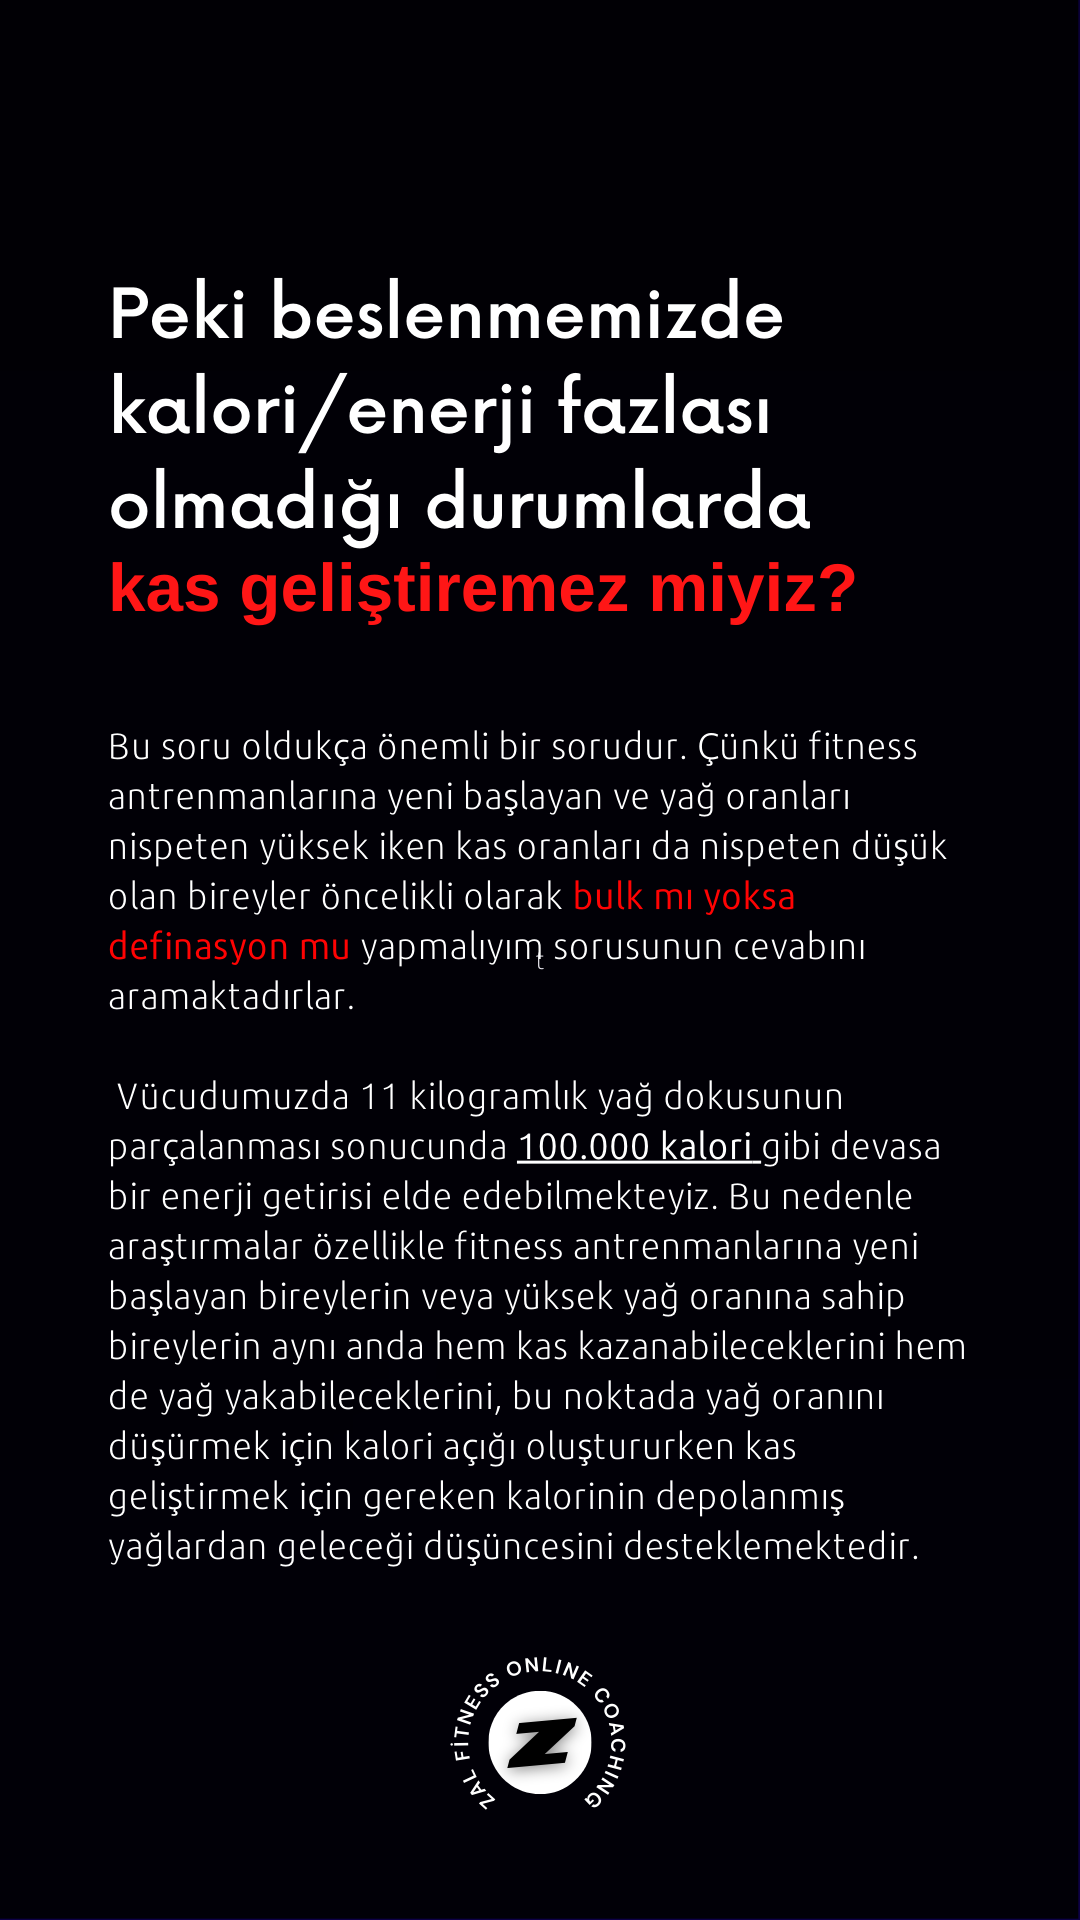 Peki beslenmemizde
kalori/enerji fazlası
olmadığı durumlarda
kas geliştiremez miyiz?
Bu soru oldukça önemli bir sorudur. Çünkü fitness
antrenmanlarına yeni başlayan ve yağ oranları
nispeten yüksek iken kas oranları da nispeten düşük
olan bireyler öncelikli olarak bulk mı yoksa
definasyon mu yapmalıyım sorusunun cevabını
t
aramaktadırlar.
Vücudumuzda 11 kilogramlık yağ dokusunun
parçalanması sonucunda 100.000 kalori gibi devasa
bir enerji getirisi elde edebilmekteyiz. Bu nedenle
araştırmalar özellikle fitness antrenmanlarına yeni
başlayan bireylerin veya yüksek yağ oranına sahip
bireylerin aynı anda hem kas kazanabileceklerini hem
de yağ yakabileceklerini, bu noktada yağ oranını
düşürmek için kalori açığı oluştururken kas
geliştirmek için gereken kalorinin depolanmış
yağlardan geleceği düşüncesini desteklemektedir.
ZAL FİTNESS ONLINE COACHING
Z